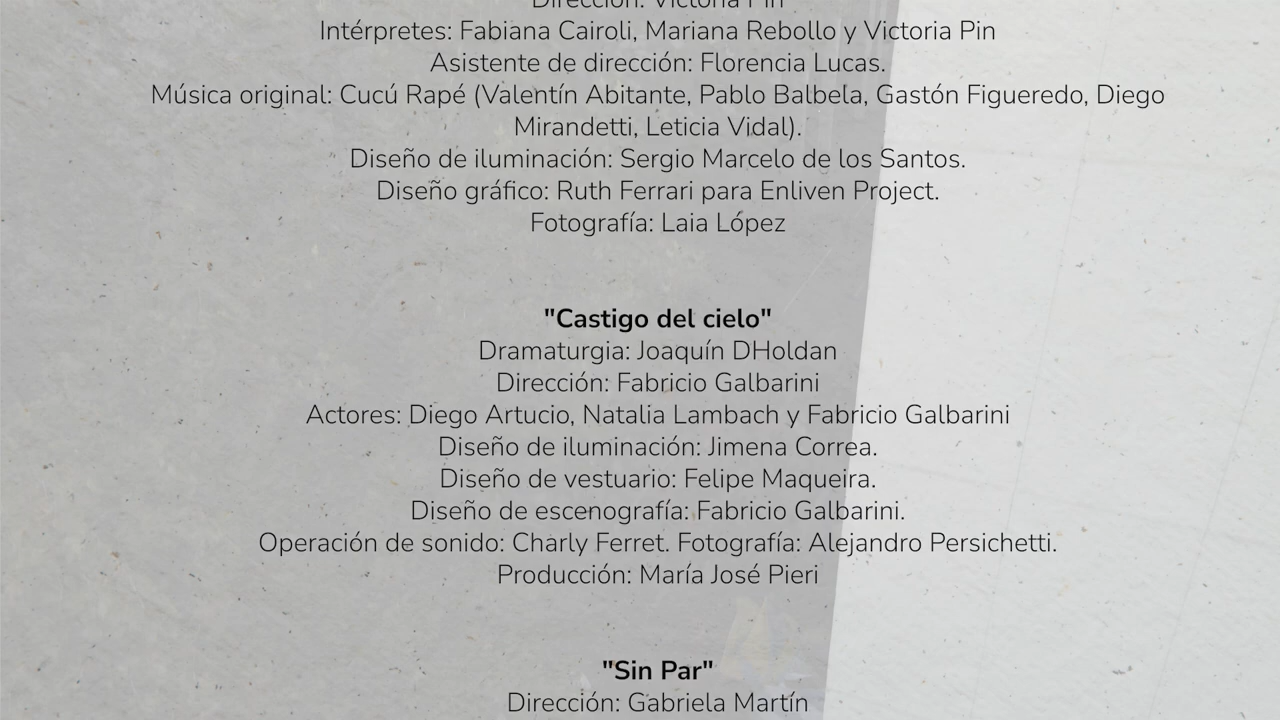 Dirección: Victoria Pin
Intérpretes: Fabiana Cairoli, Mariana Rebollo y Victoria Pin
Asistente de dirección: Florencia Lucas.
Música original: Cucú Rapé (Valentín Abitante, Pablo Balbela, Gastón Figueredo, Diego
Mirandetti, Leticia Vidal).
Diseño de iluminación: Sergio Marcelo de los Santos.
Diseño gráfico: Ruth Ferrari para Enliven Project.
Fotografía: Laia López
"Castigo del cielo"
Dramaturgia: Joaquín DHoldan
Dirección: Fabricio Galbarini
Actores: Diego Artucio, Natalia Lambach y Fabricio Galbarini
Diseño de iluminación: Jimena Correa.
Diseño de vestuario: Felipe Maqueira.
Diseño de escenografía: Fabricio Galbarini.
Operación de sonido: Charly Ferret. Fotografía: Alejandro Persichetti.
Producción: María José Pieri
"Sin Par"
Dirección: Gabriela Martín